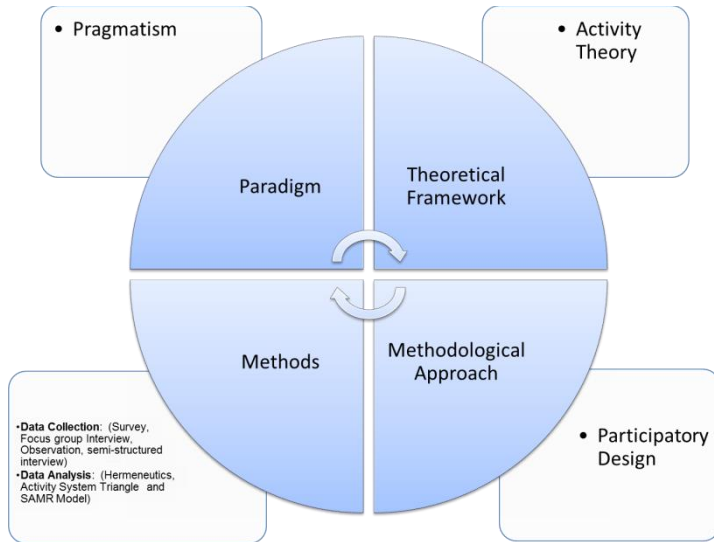 • Pragmatism
• Activity
Theory
Paradigm
Theoretical
Framework
Methods
Methodological
Approach
•Data Collection: (Survey,
Focus group Interview,
Observation, semi-structured
interview)
•Data Analysis: (Hermeneutics,
Activity System Triangle and
SAMR Model)
• Participatory
Design